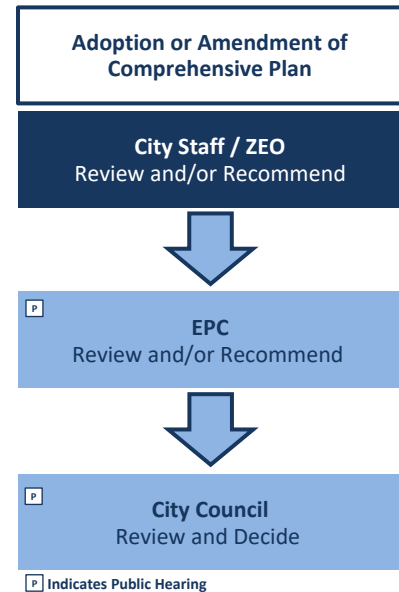 Adoption or Amendment of
Comprehensive Plan
City Staff / ZEO
Review and/or Recommend
P
EPC
Review and/or Recommend
P
City Council
Review and Decide
P Indicates Public Hearing